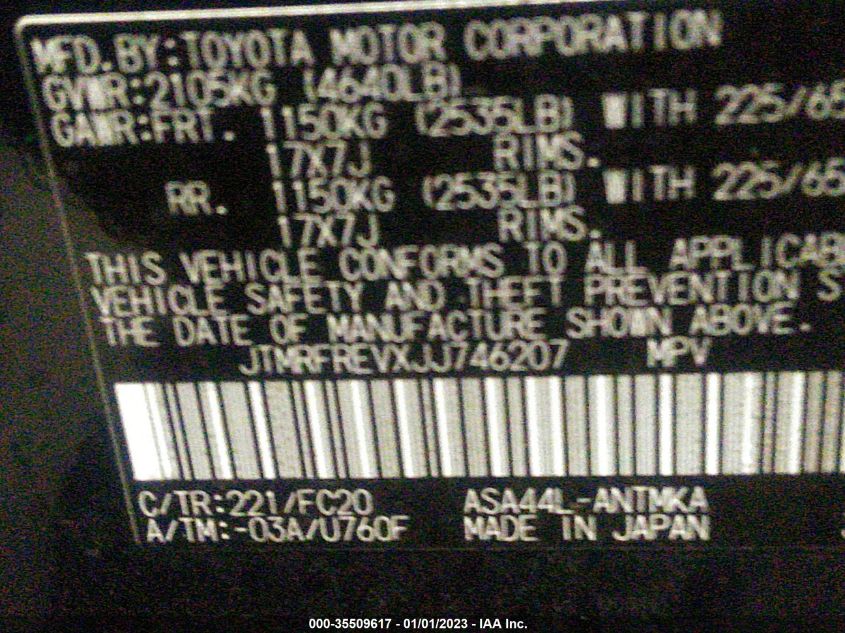 MFD.BY:TOYOTA MOTOR CORPORATION
GVWR:2105KG (4640LB)
GAWR:FRT. 1150KG (2535LB) WITH 225/65
17X7J RIMS.
RR. 1150KG (2535LB) WITH 225/65
17X7J RIMS.
THIS VEHICLE CONFORMS TO ALL APPLICAB
VEHICLE SAFETY AND THEFT PREVENTION S
THE DATE OF MANUFACTURE SHOWN ABOVE.
JTMRFREVXJJ746207 MPV
C/TR:221/FC20 ASA44L-ANTMKA
A/TM:-03A/U760F MADE IN JAPAN
000-35509617 - 01/01/2023 - IAA Inc.